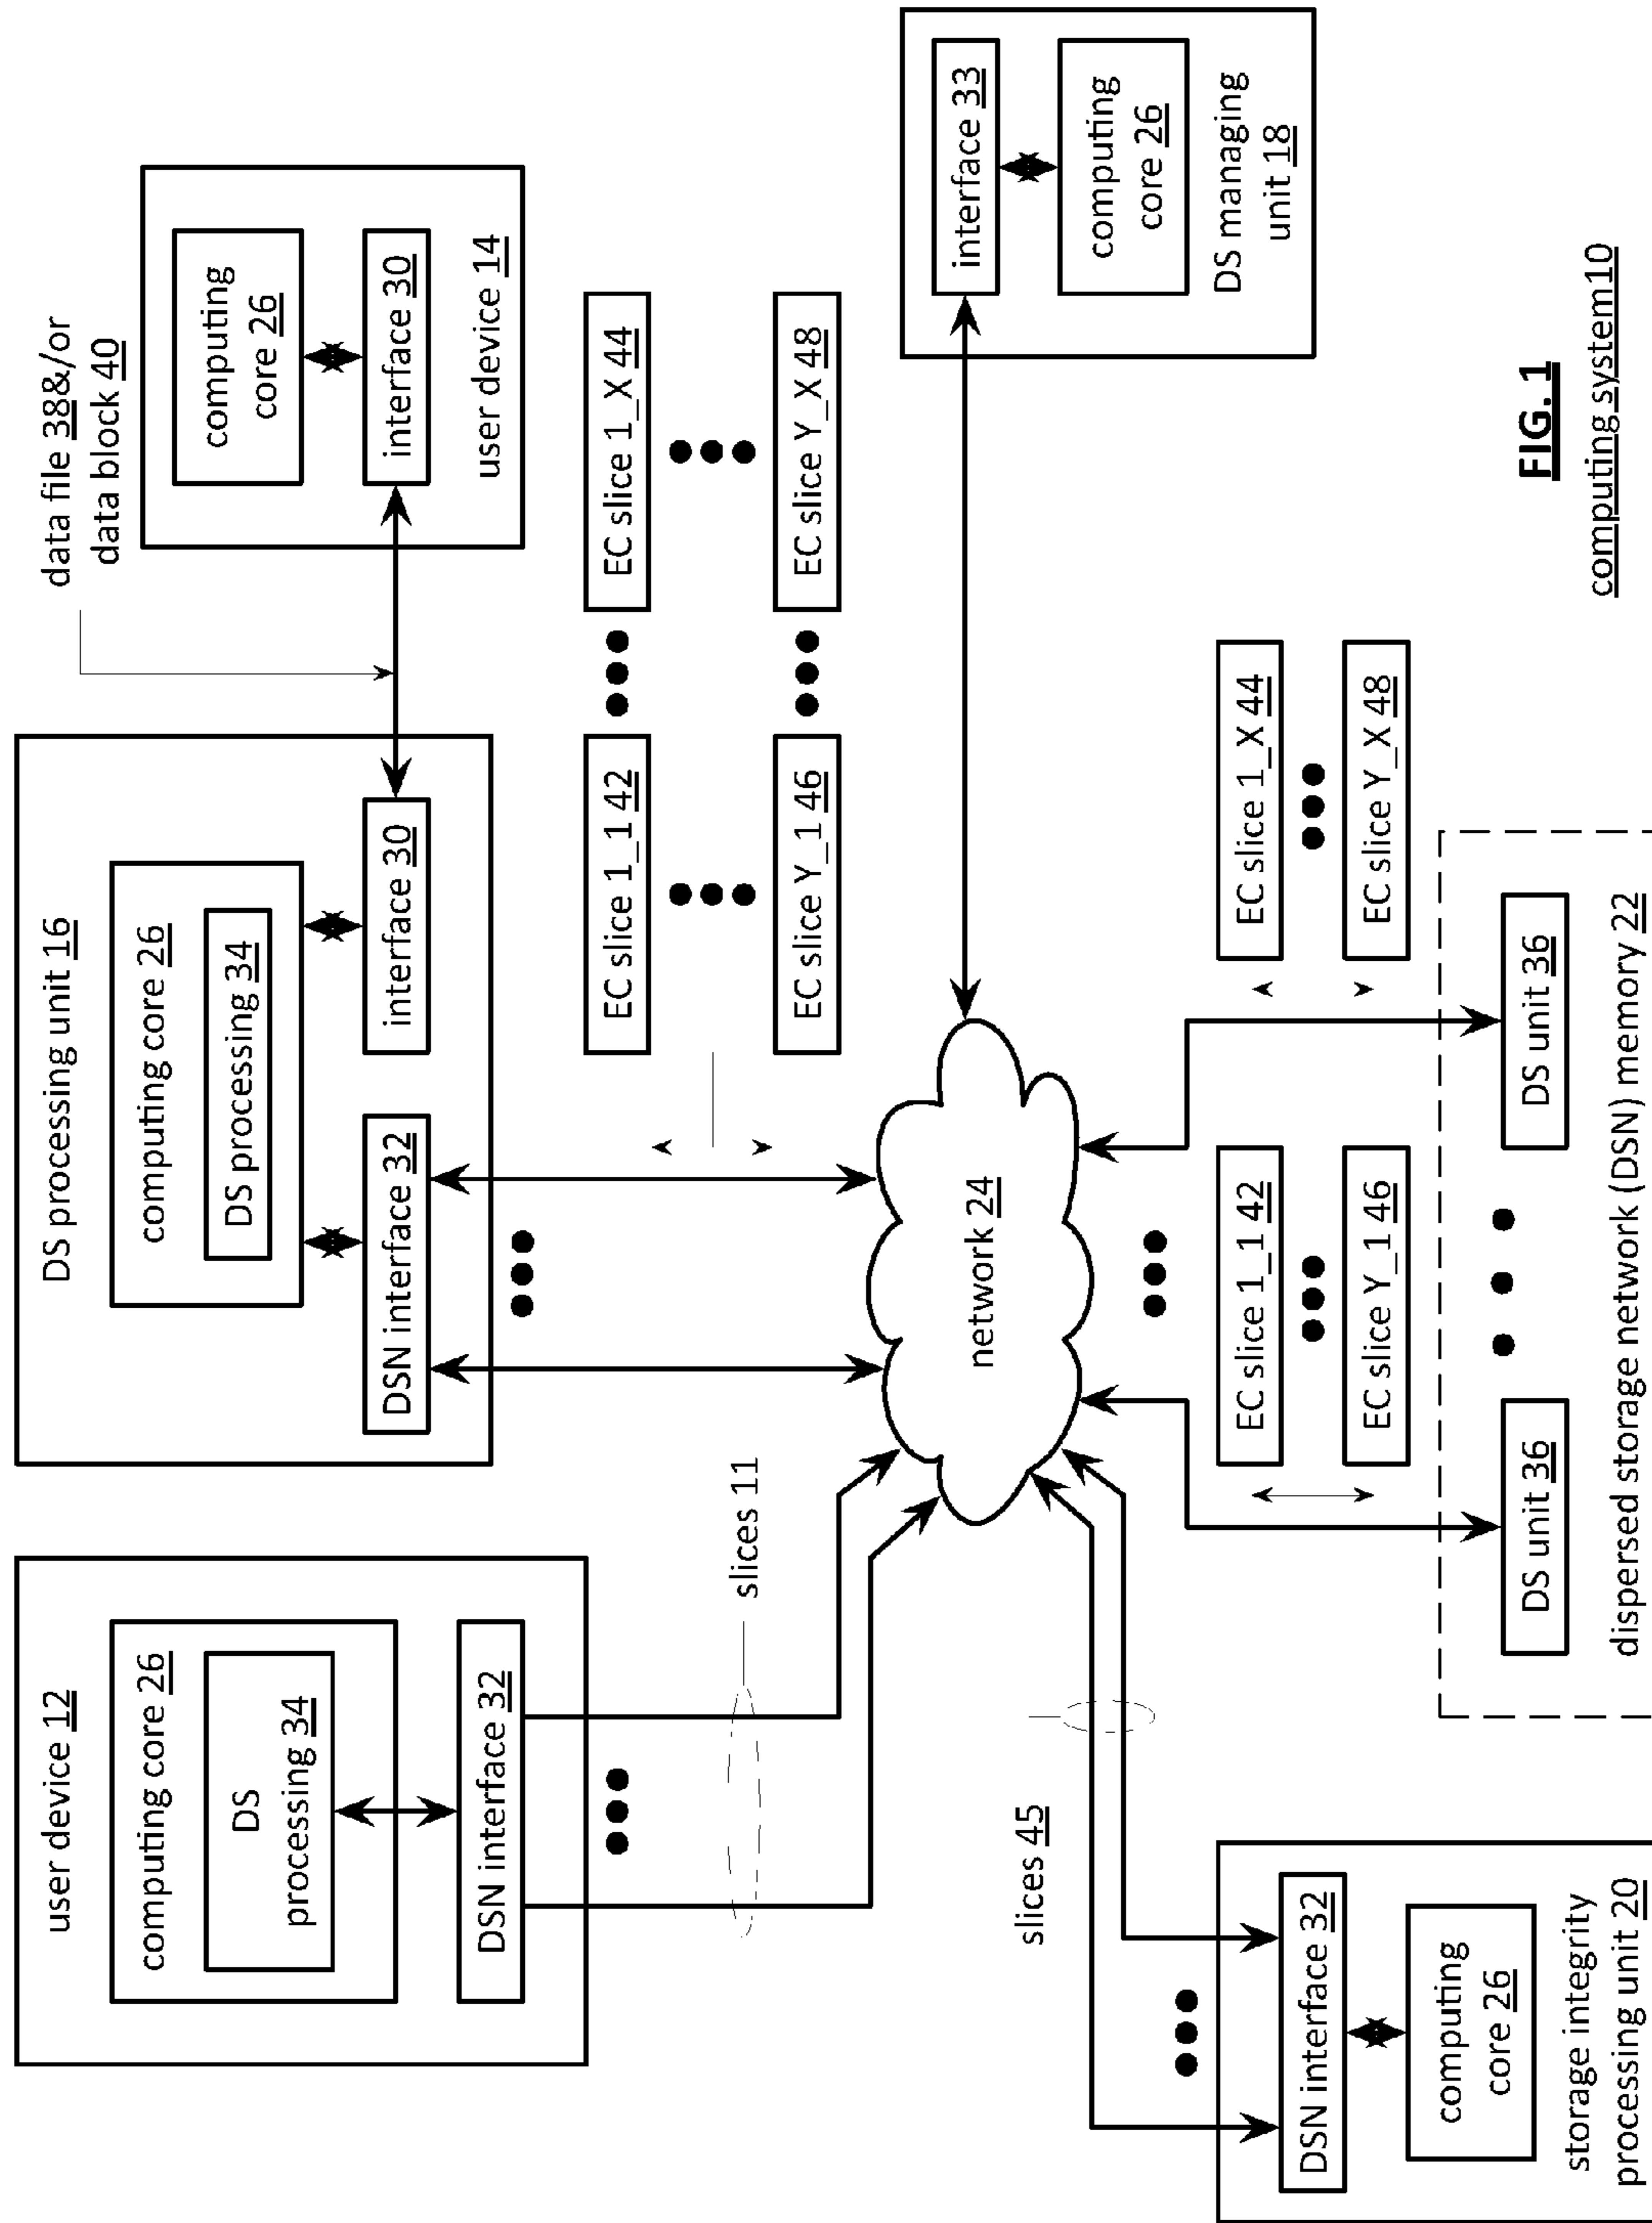 user device 12
computing core 26
DS
processing 34
DSN interface 32
slices 11
DS processing unit 16
computing core 26
DS processing 34
DSN interface 32
interface 30
data file 38&/or
data block 40
computing
core 26
interface 30
user device 14
EC slice 1_1 42
EC slice 1_X 44
EC slice Y_1 46
EC slice Y_X 48
network 24
interface 33
computing
core 26
DS managing
unit 18
slices 45
DSN interface 32
computing
core 26
storage integrity
processing unit 20
EC slice 1_1 42
EC slice Y_1 46
EC slice 1_X 44
EC slice Y_X 48
DS unit 36
DS unit 36
dispersed storage network (DSN) memory 22
FIG. 1
computing system10